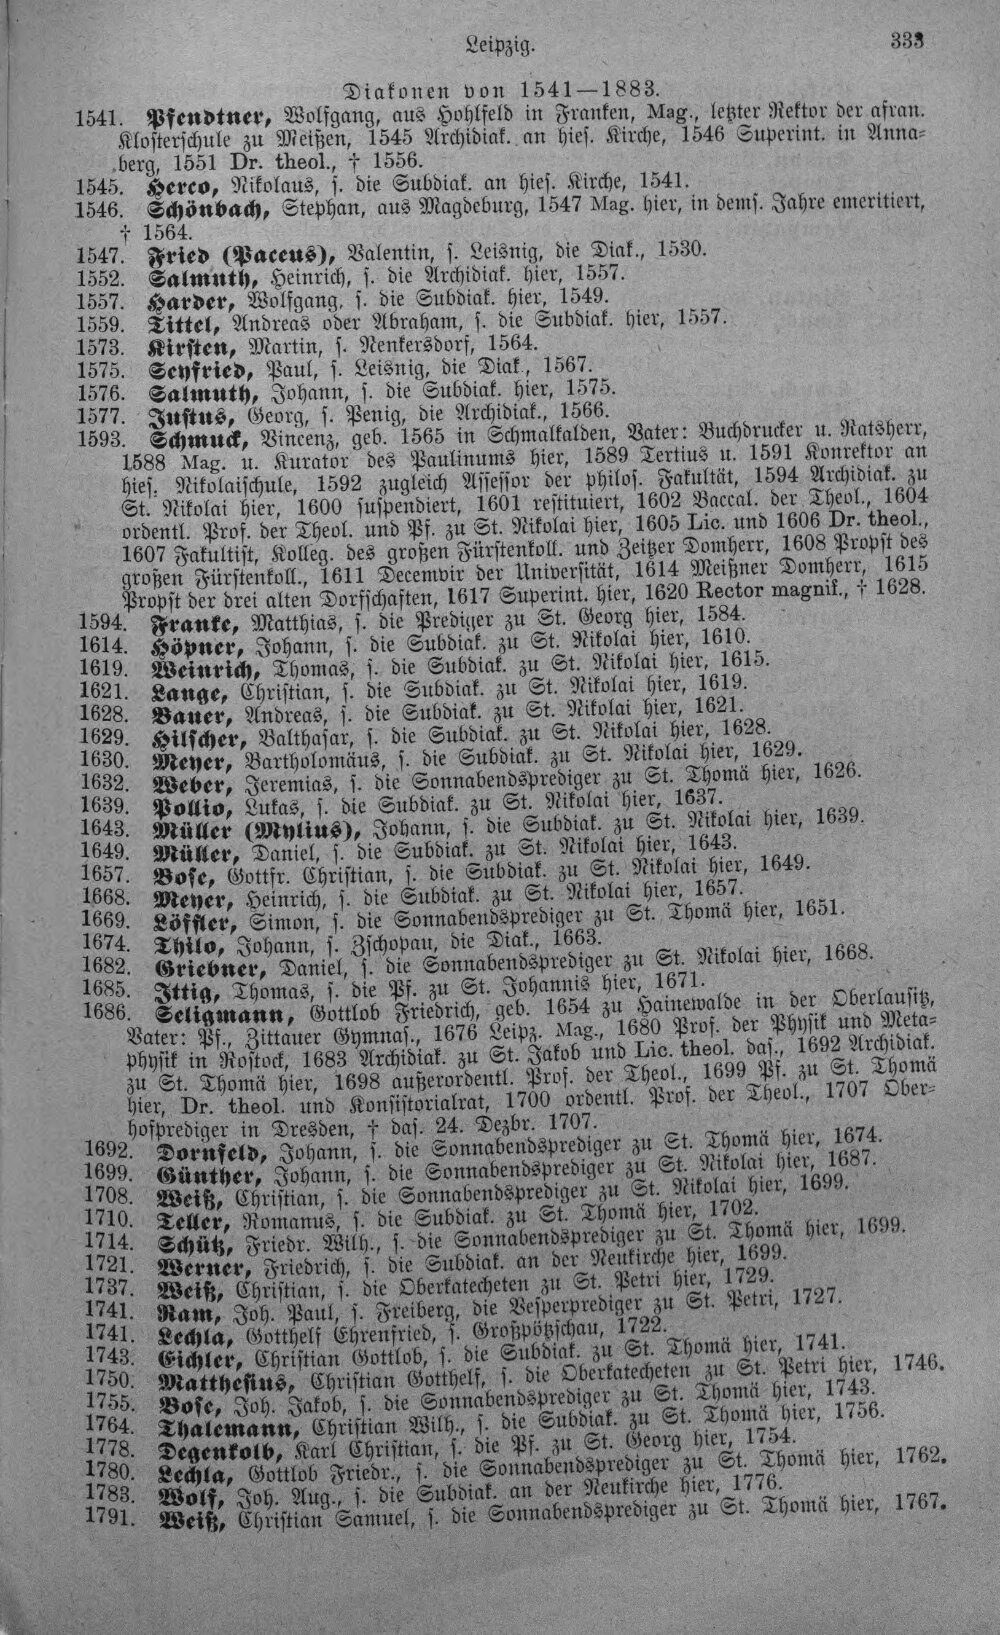 Leipzig. 333
Diakonen von 1541—1883.
1541. Pfendtner, Wolfgang, aus Hohlfeld in Franken, Mag., letzter Rektor der afran.
Klosterschule zu Meißen, 1545 Archidiak. an hies. Kirche, 1546 Superint. in Anna-
berg, 1551 Dr. theol., † 1556.
1545. Herco, Nikolaus, s. die Subdiak. an hies. Kirche, 1541.
1546. Schönbach, Stephan, aus Magdeburg, 1547 Mag. hier, in dems. Jahre emeritiert,
† 1564.
1547. Fried (Paceus), Valentin, s. Leisnig, die Diak., 1530.
1552. Salmuth, Heinrich, s. die Archidiak. hier, 1557.
1557. Harder, Wolfgang, s. die Subdiak. hier, 1549.
1559. Tittel, Andreas oder Abraham, s. die Subdiak. hier, 1557.
1573. Kirsten, Martin, s. Nenkersdorf, 1564.
1575. Seyfried, Paul, s. Leisnig, die Diak., 1567.
1576. Salmuth, Johann, s. die Subdiak. hier, 1575.
1577. Justus, Georg, s. Penig, die Archidiak., 1566.
1593. Schmuck, Vincenz, geb. 1565 in Schmalkalden, Vater: Buchdrucker u. Ratsherr,
1588 Mag. u. Kurator des Paulinums hier, 1589 Tertius u. 1591 Konrektor an
hies. Nikolaischule, 1592 zugleich Assessor der philos. Fakultät, 1594 Archidiak. zu
St. Nikolai hier, 1600 suspendiert, 1601 restituiert, 1602 Baccal. der Theol., 1604
ordentl. Prof. der Theol. und Pf. zu St. Nikolai hier, 1605 Lic. und 1606 Dr. theol.,
1607 Fakultist, Kolleg. des großen Fürstenkoll. und Zeitzer Domherr, 1608 Propst des
großen Fürstenkoll., 1611 Decemvir der Universität, 1614 Meißner Domherr, 1615
Propst der drei alten Dorfschaften, 1617 Superint. hier, 1620 Rector magnif., † 1628.
1594. Franke, Matthias, s. die Prediger zu St. Georg hier, 1584.
1614. Höpner, Johann, s. die Subdiak. zu St. Nikolai hier, 1610.
1619. Weinrich, Thomas, s. die Subdiak. zu St. Nikolai hier, 1615.
1621. Lange, Christian, s. die Subdiak. zu St. Nikolai hier, 1619.
1628. Bauer, Andreas, s. die Subdiak. zu St. Nikolai hier, 1621.
1629. Hilscher, Balthasar, s. die Subdiak. zu St. Nikolai hier, 1628.
1630. Meyer, Bartholomäus, s. die Subdiak. zu St. Nikolai hier, 1629.
1632. Weber, Jeremias, s. die Sonnabendsprediger zu St. Thomä hier, 1626.
1639. Pollio, Lukas, s. die Subdiak. zu St. Nikolai hier, 1637.
1643. Müller (Mylius), Johann, s. die Subdiak. zu St. Nikolai hier, 1639.
1649. Müller, Daniel, s. die Subdiak. zu St. Nikolai hier, 1643.
1657. Bose, Gottfr. Christian, s. die Subdiak. zu St. Nikolai hier, 1649.
1668. Meyer, Heinrich, s. die Subdiak. zu St. Nikolai hier, 1657.
1669. Löffler, Simon, s. die Sonnabendsprediger zu St. Thomä hier, 1651.
1674. Thilo, Johann, s. Zschopau, die Diak., 1663.
1682. Griebner, Daniel, s. die Sonnabendsprediger zu St. Nikolai hier, 1668.
1685. Ittig, Thomas, s. die Pf. zu St. Johannis hier, 1671.
1686. Seligmann, Gottlob Friedrich, geb. 1654 zu Hainewalde in der Oberlausitz,
Vater: Pf., Zittauer Gymnas., 1676 Leipz. Mag., 1680 Prof. der Physik und Meta-
physik in Rostock, 1683 Archidiak. zu St. Jakob und Lic. theol. das., 1692 Archidiak.
zu St. Thomä hier, 1698 außerordentl. Prof. der Theol., 1699 Pf. zu St. Thomä
hier, Dr. theol. und Konsistorialrat, 1700 ordentl. Prof. der Theol., 1707 Ober-
hofprediger in Dresden, † das. 24. Dezbr. 1707.
1692. Dornfeld, Johann, s. die Sonnabendsprediger zu St. Thomä hier, 1674.
1699. Günther, Johann, s. die Sonnabendsprediger zu St. Nikolai hier, 1687.
1708. Weiß, Christian, s. die Sonnabendsprediger zu St. Nikolai hier, 1699.
1710. Teller, Romanus, s. die Subdiak. zu St. Thomä hier, 1702.
1714. Schütz, Friedr. Wilh., s. die Sonnabendsprediger zu St. Thomä hier, 1699.
1721. Werner, Friedrich, s. die Subdiak. an der Neukirche hier, 1699.
1737. Weiß, Christian, s. die Oberkatecheten zu St. Petri hier, 1729.
1741. Ram, Joh. Paul, s. Freiberg, die Vesperprediger zu St. Petri, 1727.
1741. Lechla, Gotthelf Ehrenfried, s. Großpötzschau, 1722.
1743. Eichler, Christian Gottlob, s. die Subdiak. zu St. Thomä hier, 1741.
1750. Matthesius, Christian Gotthelf, s. die Oberkatecheten zu St. Petri hier, 1746.
1755. Bose, Joh. Jakob, s. die Sonnabendsprediger zu St. Thomä hier, 1743.
1764. Thalemann, Christian Wilh., s. die Subdiak. zu St. Thomä hier, 1756.
1778. Degenkolb, Karl Christian, s. die Pf. zu St. Georg hier, 1754.
1780. Lechla, Gottlob Friedr., s. die Sonnabendsprediger zu St. Thomä hier, 1762.
1783. Wolf, Joh. Aug., s. die Subdiak. an der Neukirche hier, 1776.
1791. Weiß, Christian Samuel, s. die Sonnabendsprediger zu St. Thomä hier, 1767.